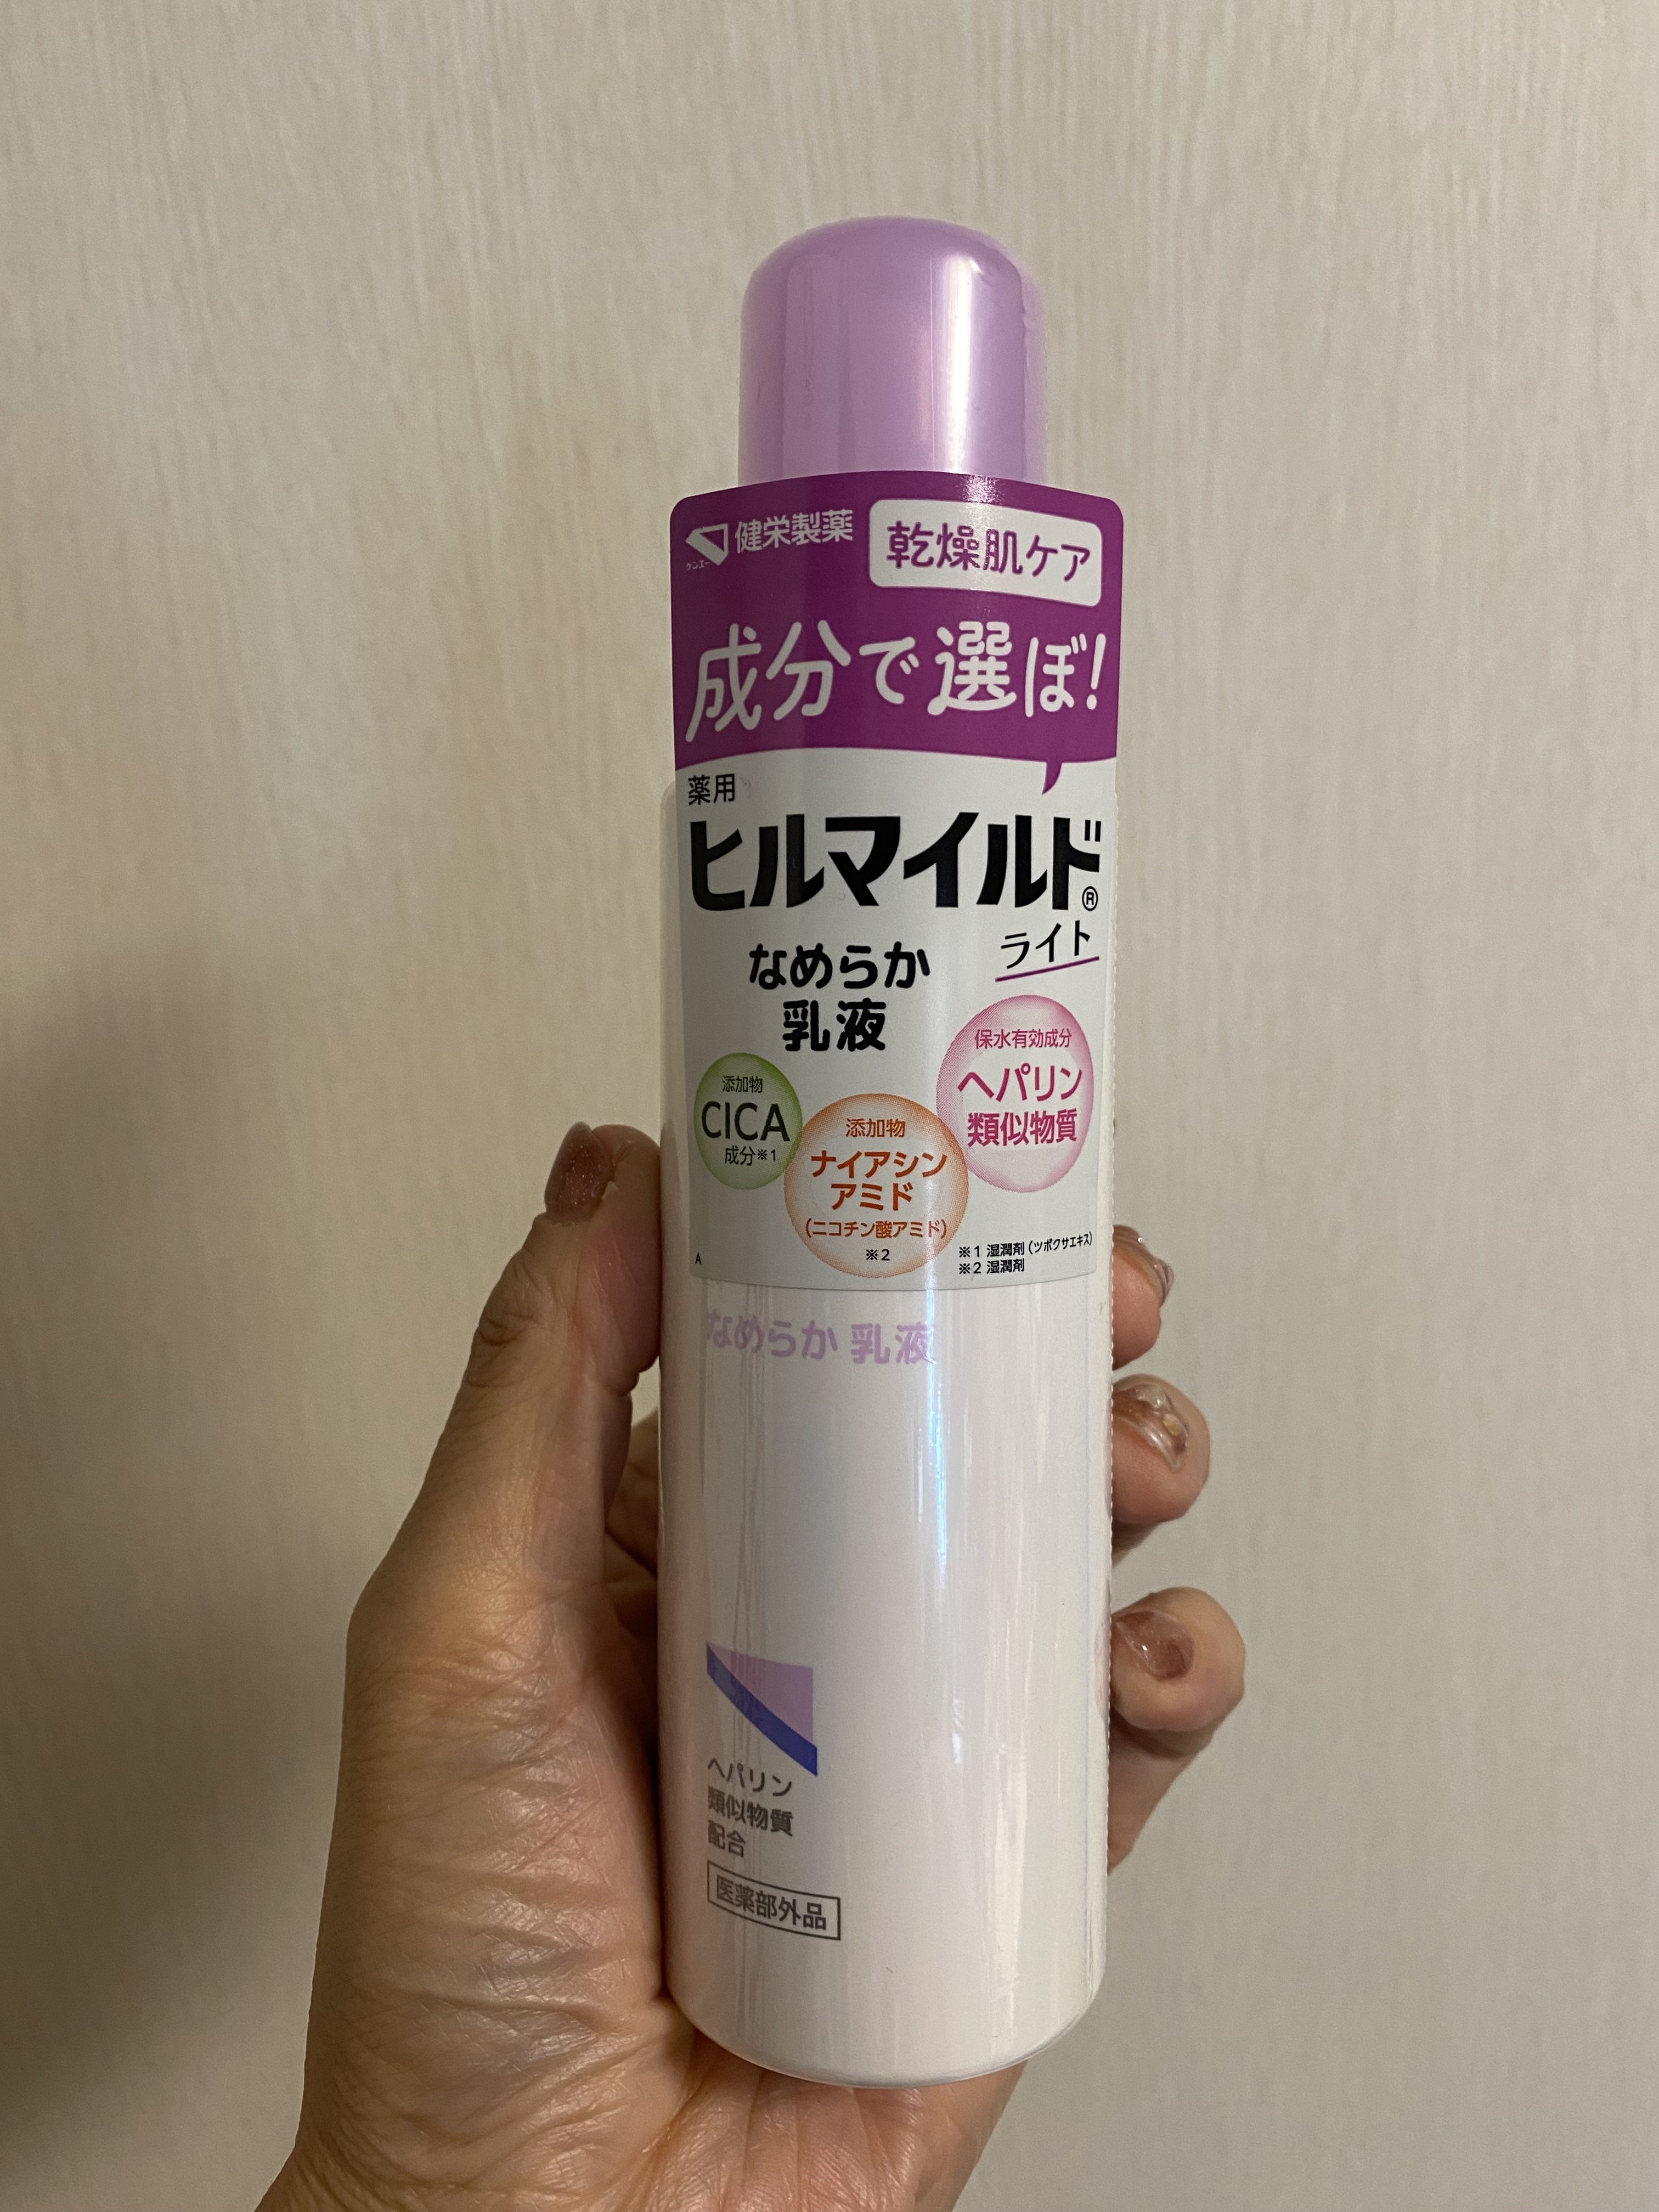 健栄製薬
ケンエー
乾燥肌ケア
成分で選ぼ!
薬用
ヒルマイルド®
ライト
なめらか
乳液
保水有効成分
ヘパリン
類似物質
添加物
CICA
成分※1
添加物
ナイアシン
アミド
(ニコチン酸アミド)
※2
A
※1 湿潤剤(ツボクサエキス)
※2 湿潤剤
なめらか 乳液
ヘパリン
類似物質
配合
医薬部外品